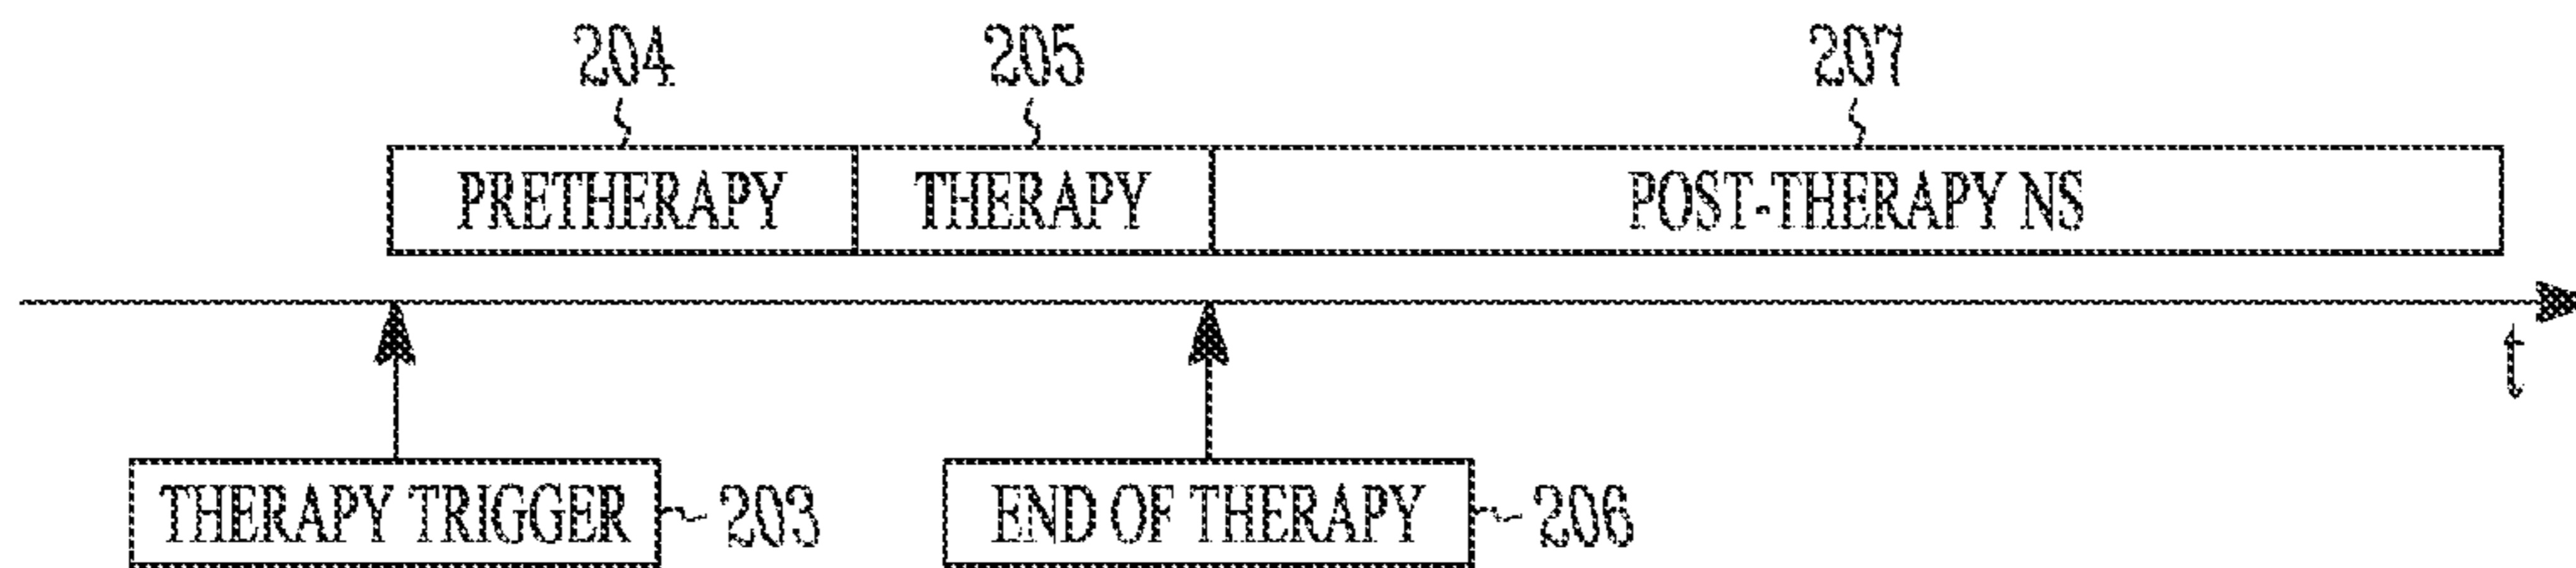 204 205 207
PRETHERAPY THERAPY POST-THERAPY NS
t
THERAPY TRIGGER 203 END OF THERAPY 206